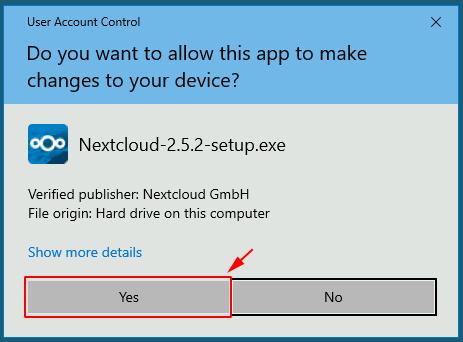 User Account Control
Do you want to allow this app to make
changes to your device?
Nextcloud-2.5.2-setup.exe
Verified publisher: Nextcloud GmbH
File origin: Hard drive on this computer
Show more details
Yes
No